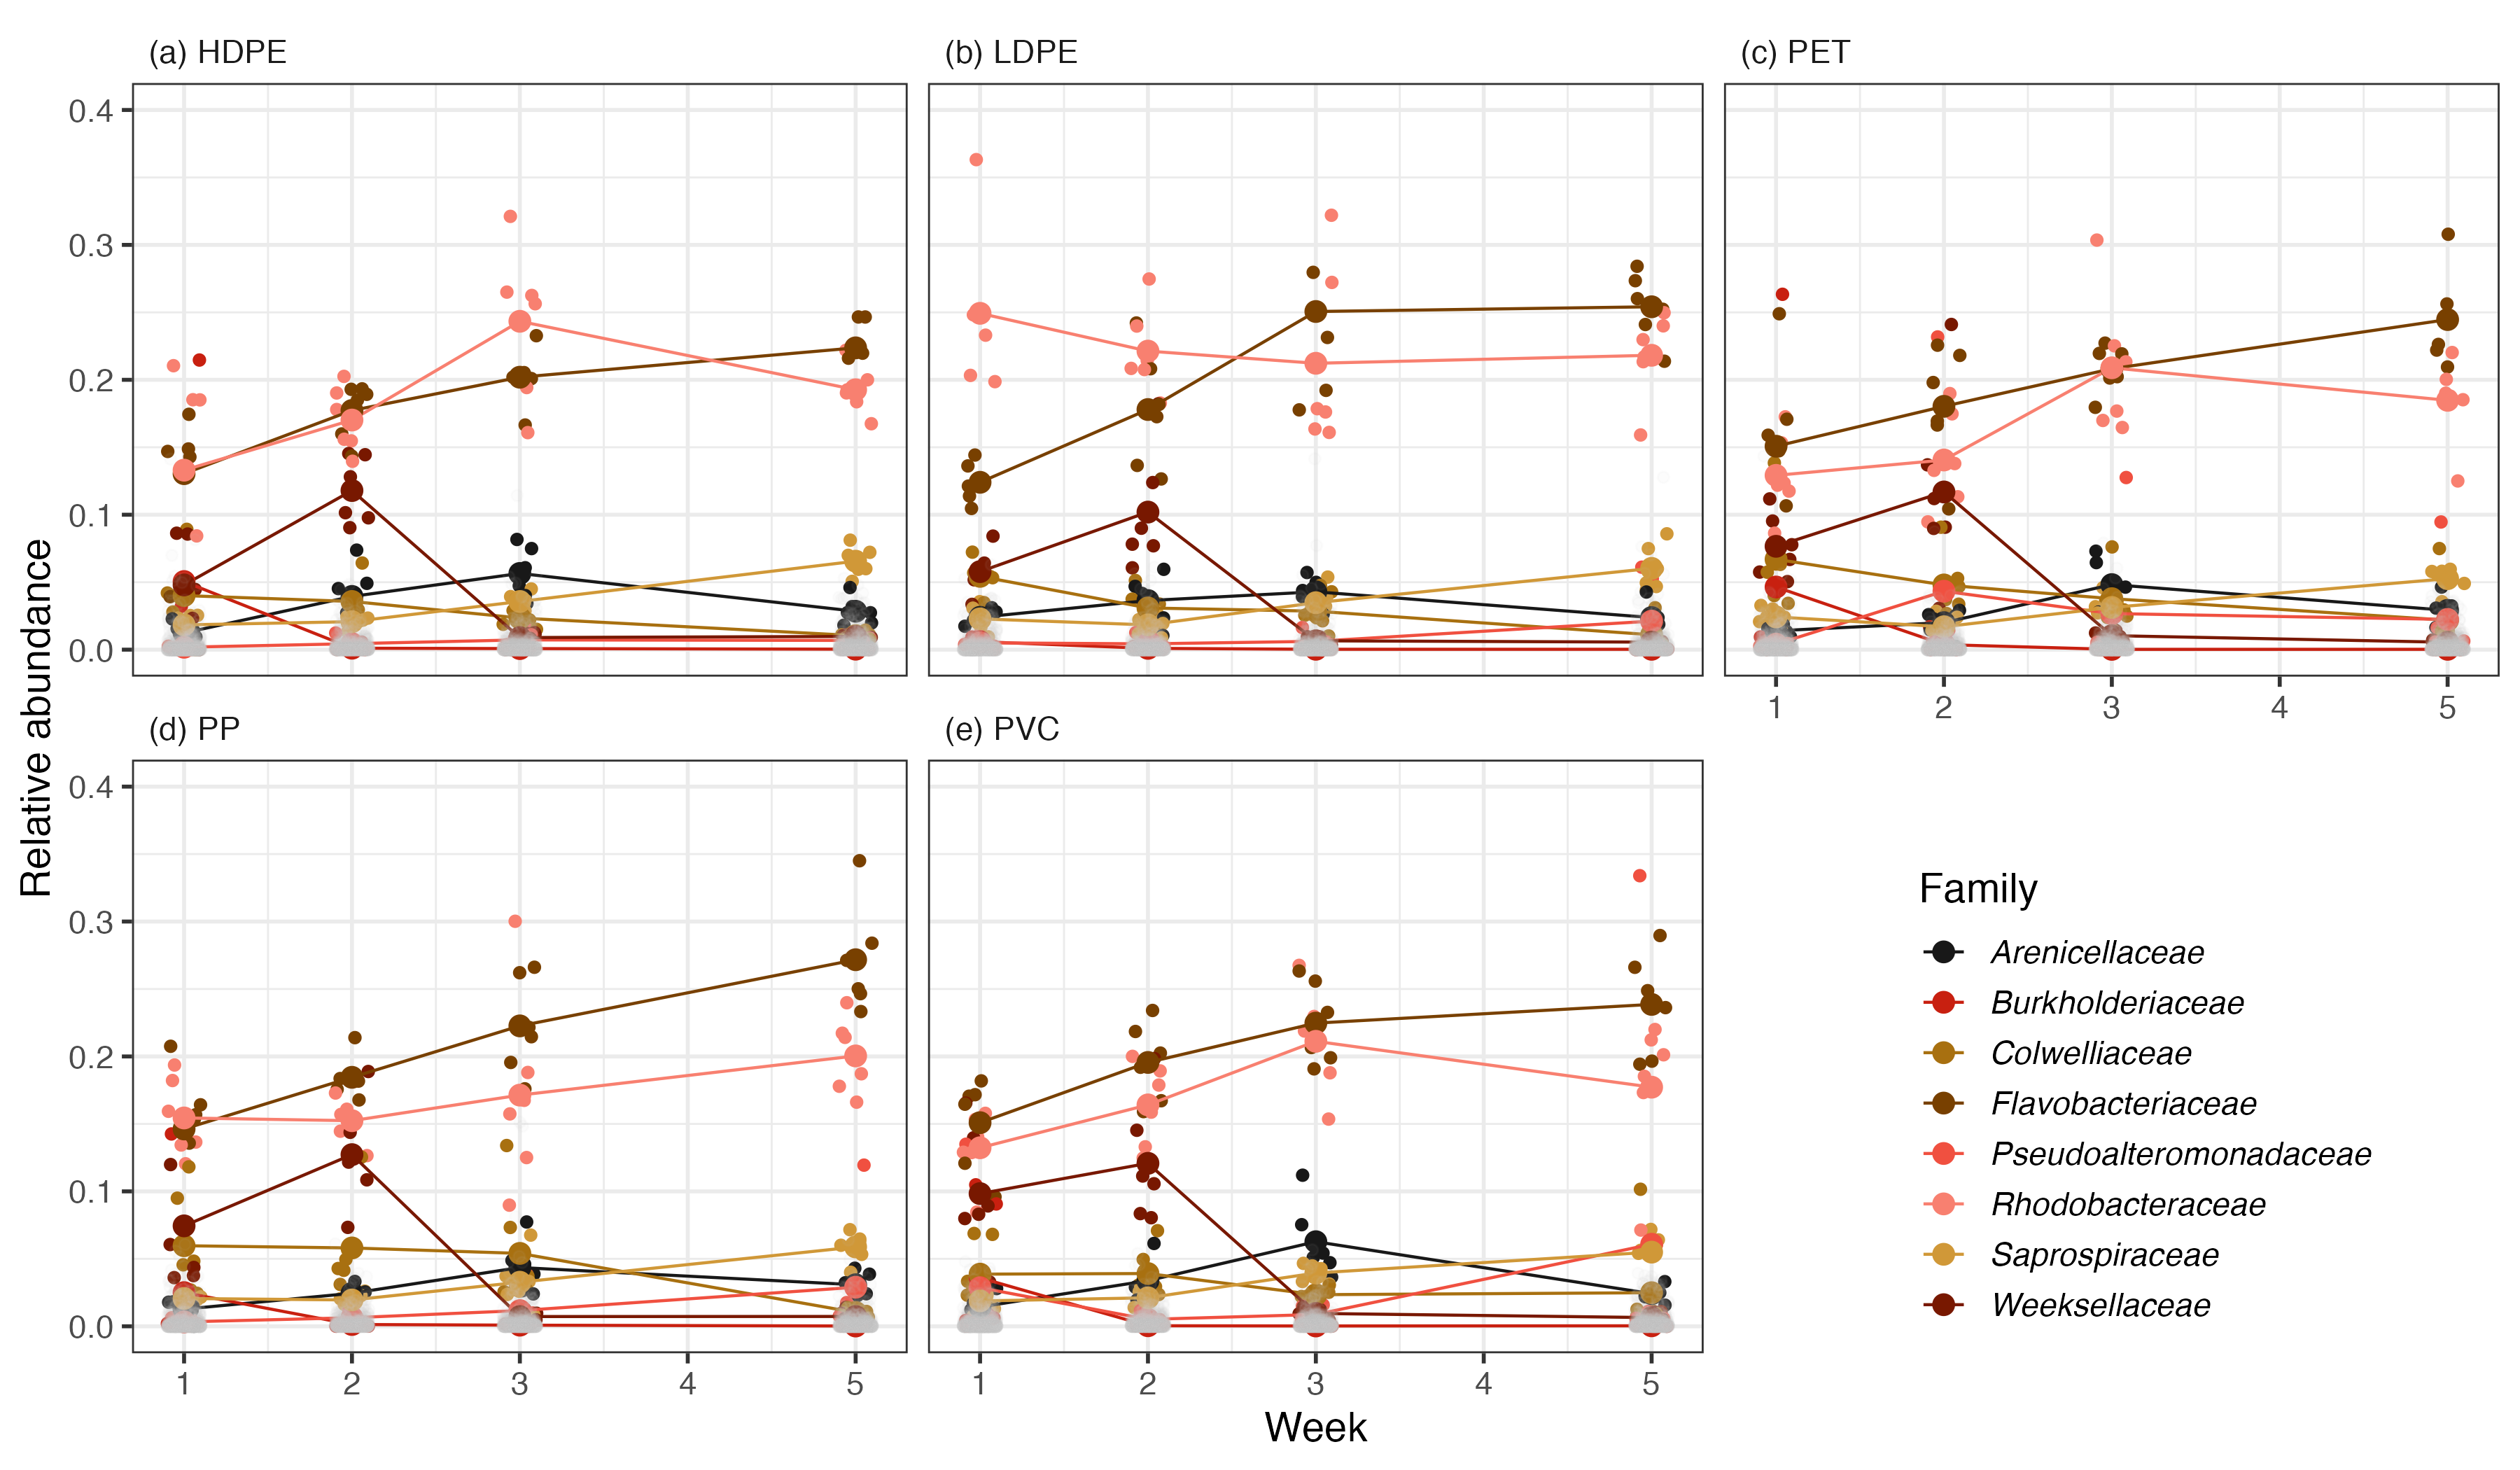 (a) HDPE
(b) LDPE
(c) PET
0.4
0.3
0.2
0.1
0.0
1 2 3 4 5
(d) PP
(e) PVC
0.4
0.3
0.2
0.1
0.0
1 2 3 4 5
1 2 3 4 5
Relative abundance
Week
Family
Arenicellaceae
Burkholderiaceae
Colwelliaceae
Flavobacteriaceae
Pseudoalteromonadaceae
Rhodobacteraceae
Saprospiraceae
Weeksellaceae